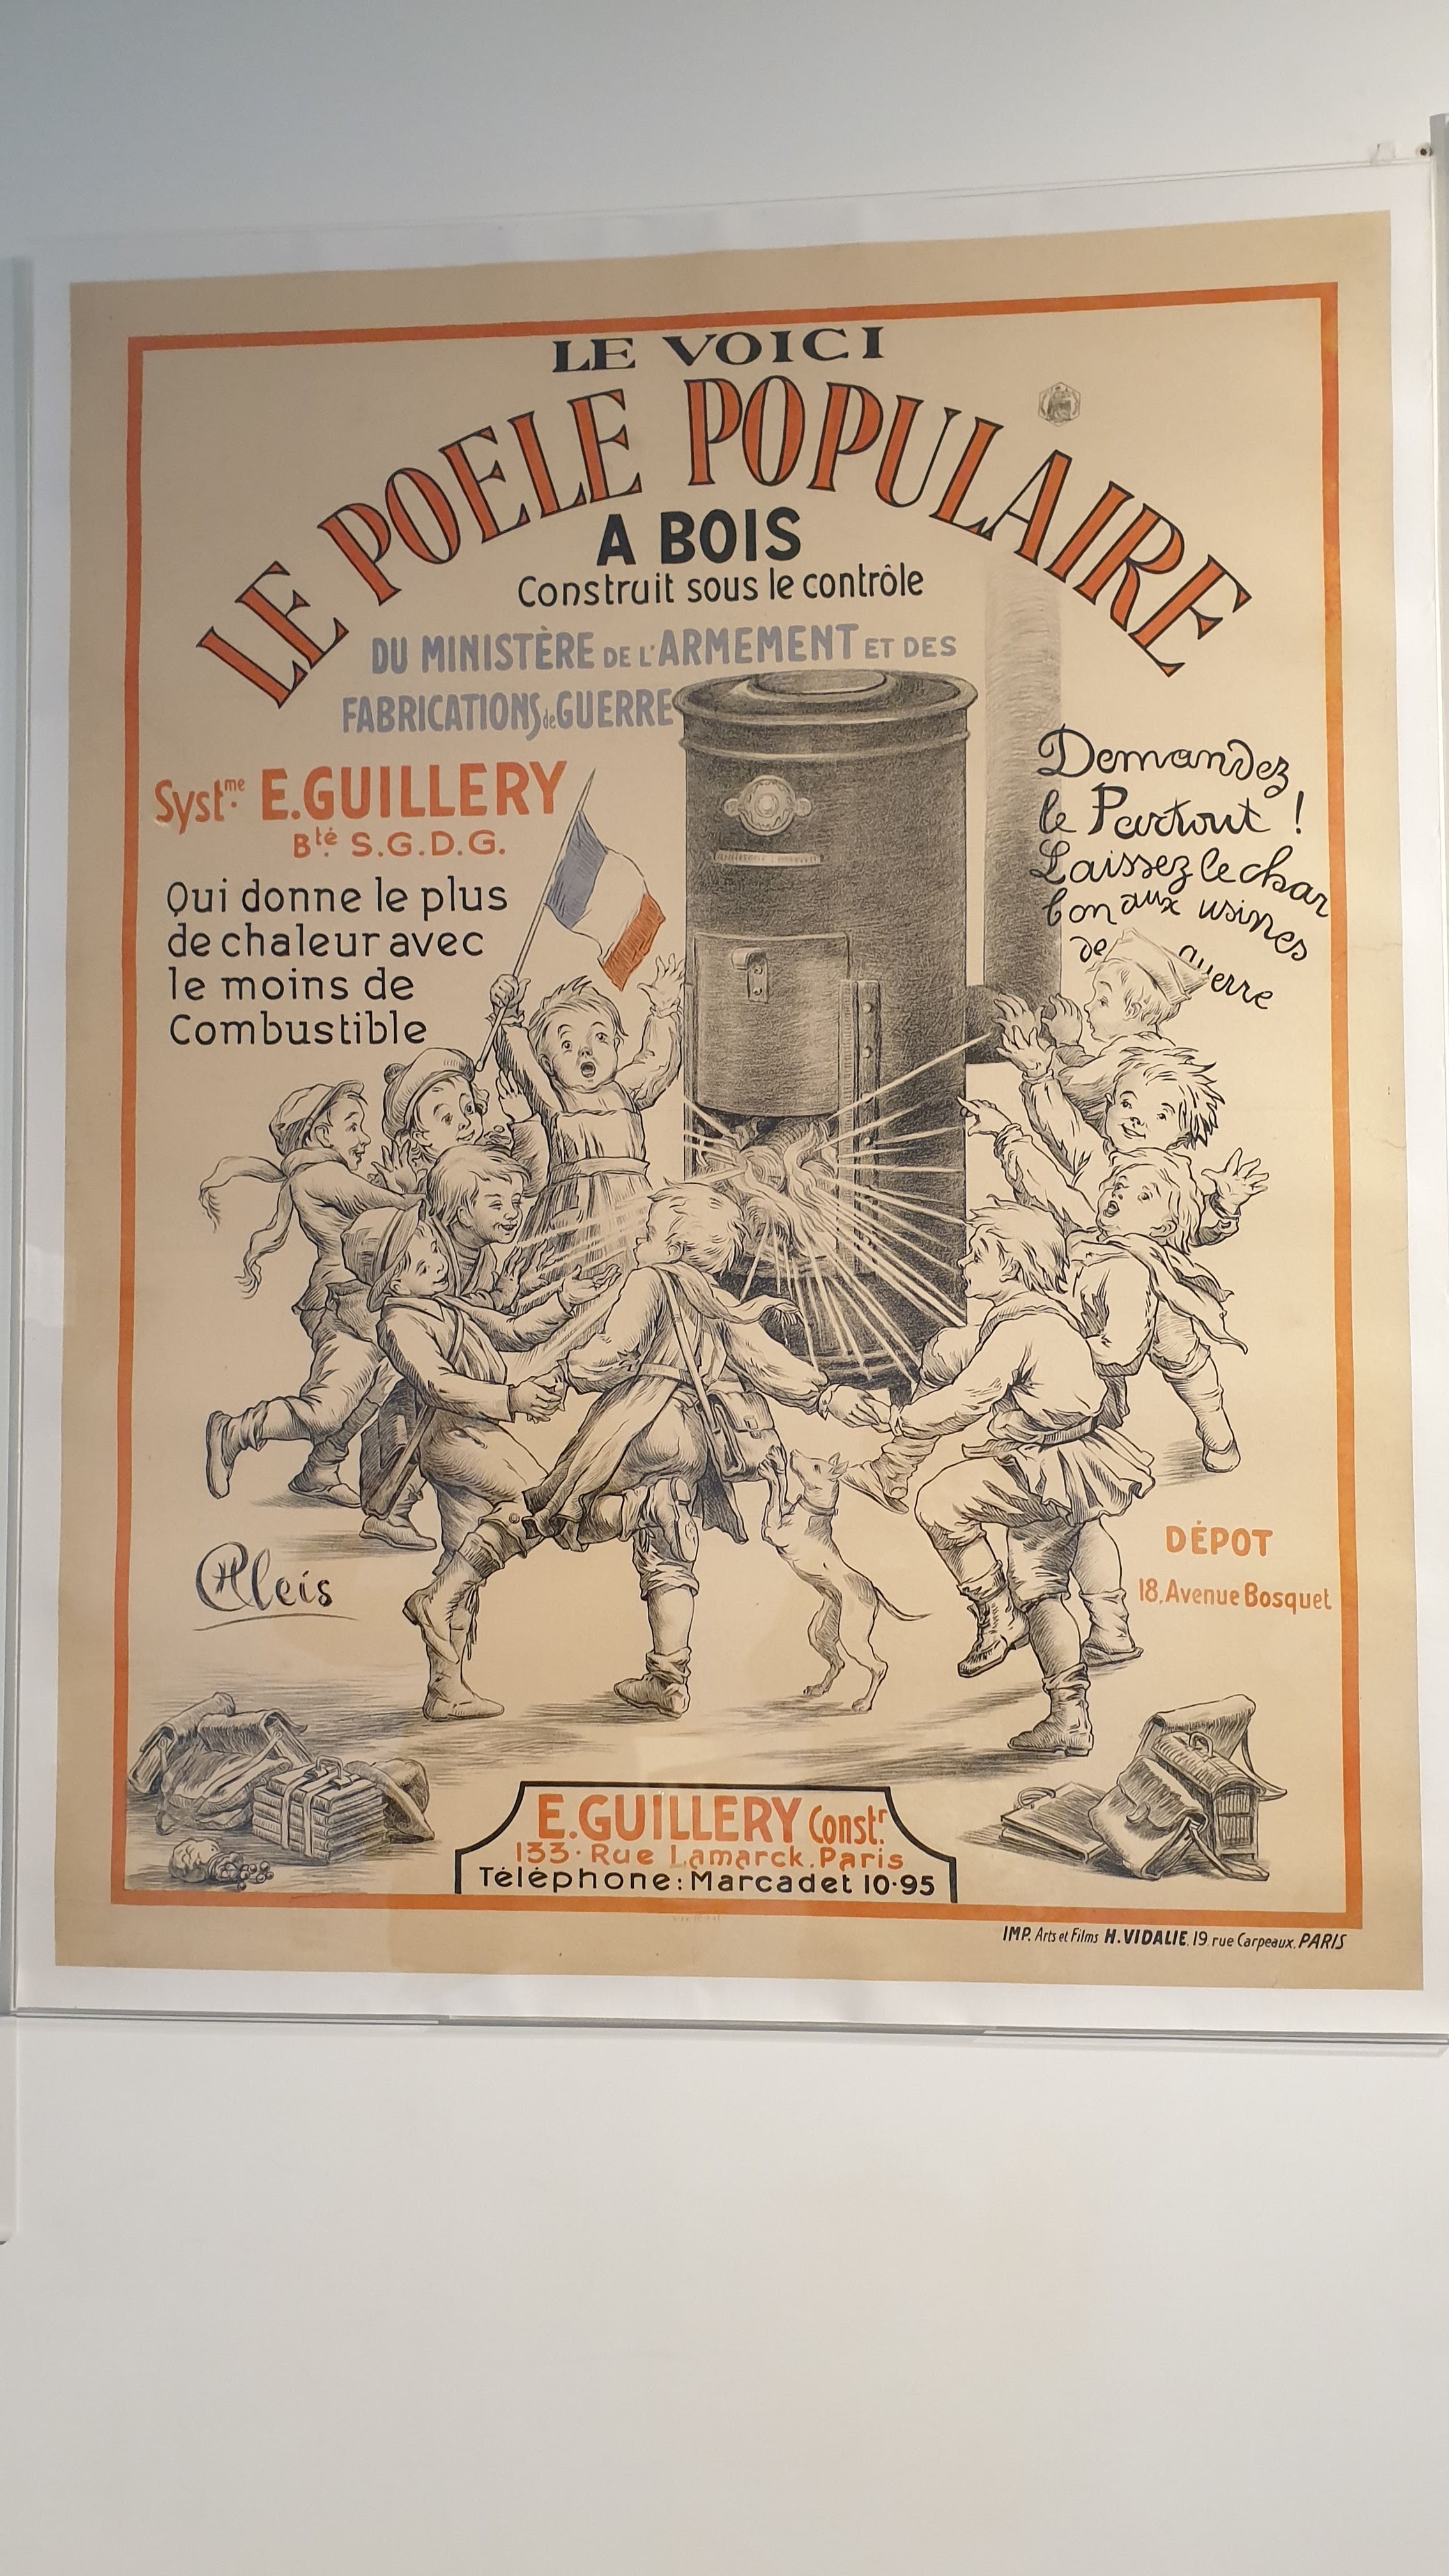 LE VOICI
LE POELE POPULAIRE
A BOIS
Construit sous le contrôle
DU MINISTÈRE DE L'ARMEMENT ET DES
FABRICATIONS de GUERRE
Systme. E. GUILLERY
Bté S.G.D.G.
Qui donne le plus
de chaleur avec
le moins de
Combustible
Demandez
le Partout !
Laissez le char
bon aux usines
de guerre
Aleis
DÉPOT
18, Avenue Bosquet
E. GUILLERY Constr.
133 · Rue Lamarck. Paris
Téléphone : Marcadet 10·95
IMP. Arts et Films H. VIDALIE, 19 rue Carpeaux. PARIS